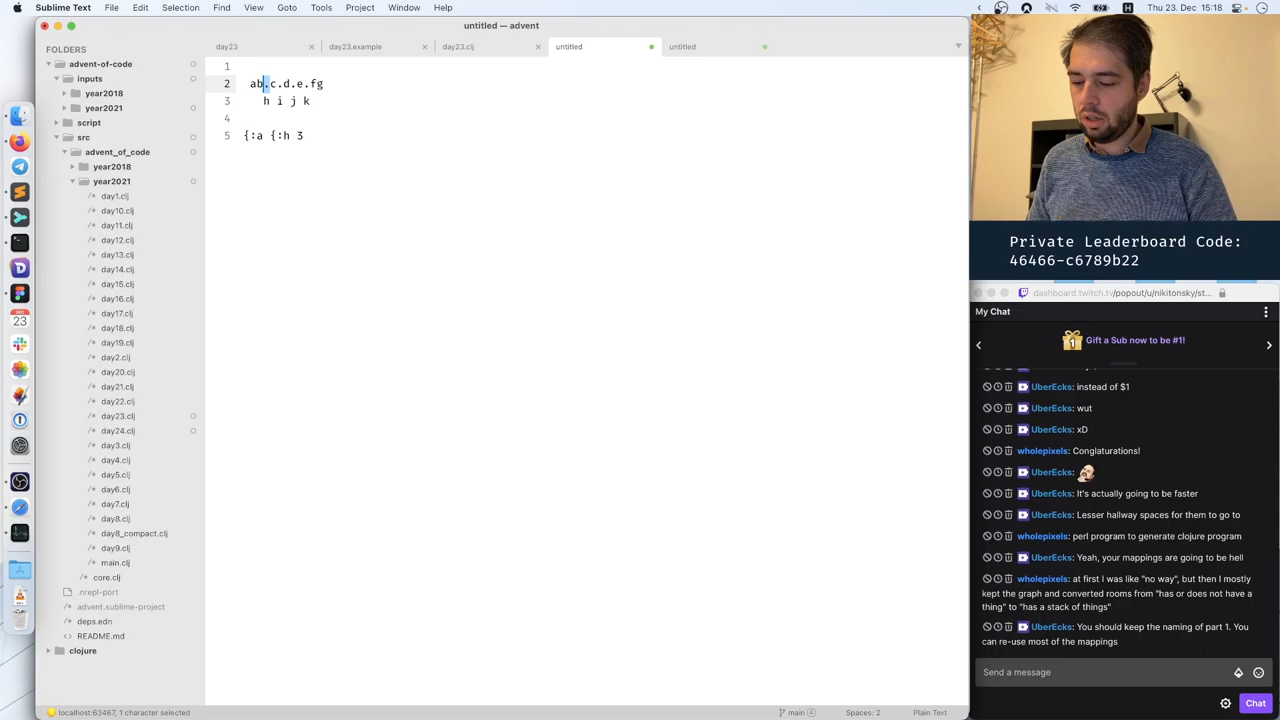 Sublime Text File Edit Selection Find View Goto Tools Project Window Help
Thu 23. Dec 15:18
untitled — advent
FOLDERS
advent-of-code
inputs
year2018
year2021
script
src
advent_of_code
year2018
year2021
day1.clj
day10.clj
day11.clj
day12.clj
day13.clj
day14.clj
day15.clj
day16.clj
day17.clj
day18.clj
day19.clj
day2.clj
day20.clj
day21.clj
day22.clj
day23.clj
day24.clj
day3.clj
day4.clj
day5.clj
day6.clj
day7.clj
day8.clj
day8_compact.clj
day9.clj
main.clj
core.clj
.nrepl-port
advent.sublime-project
deps.edn
README.md
clojure
day23 day23.example day23.clj untitled untitled
1
2 ab.c.d.e.fg
3 h i j k
4
5 {:a {:h 3
localhost:63467, 1 character selected
main 4 Spaces: 2 Plain Text
Private Leaderboard Code:
46466-c6789b22
dashboard.twitch.tv/popout/u/nikitonsky/st...
My Chat
1 Gift a Sub now to be #1!
UberEcks: instead of $1
UberEcks: wut
UberEcks: xD
wholepixels: Conglaturations!
UberEcks:
UberEcks: It's actually going to be faster
UberEcks: Lesser hallway spaces for them to go to
wholepixels: perl program to generate clojure program
UberEcks: Yeah, your mappings are going to be hell
wholepixels: at first I was like "no way", but then I mostly
kept the graph and converted rooms from "has or does not have a
thing" to "has a stack of things"
UberEcks: You should keep the naming of part 1. You
can re-use most of the mappings
Send a message
Chat
DEC
23